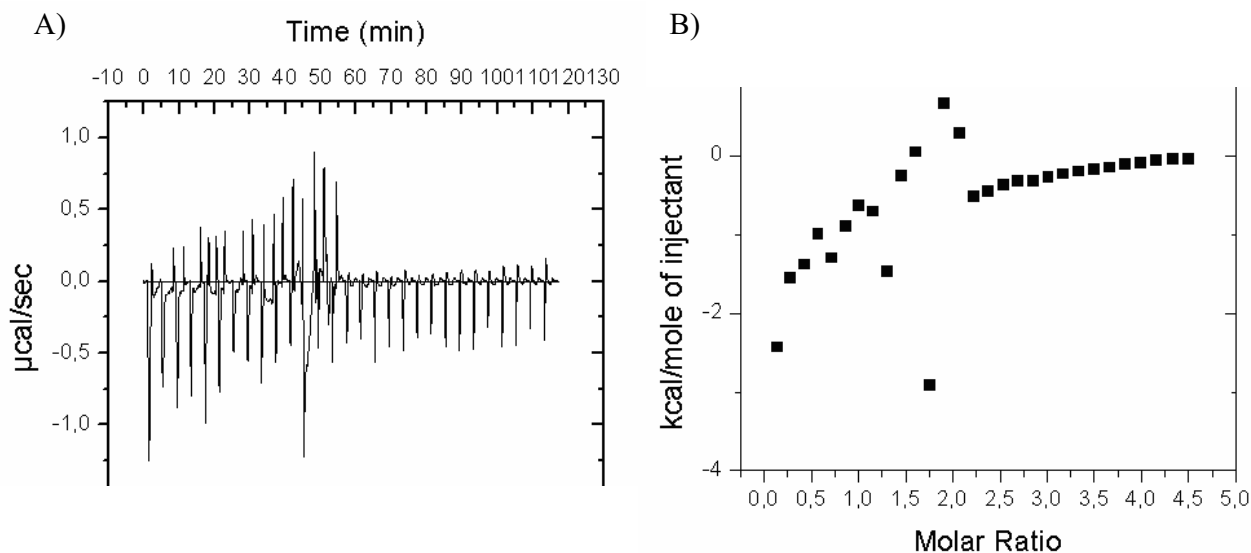 A)
Time (min)
-10 0 10 20 30 40 50 60 70 80 90 100110120130
1,0
0,5
0,0
-0,5
-1,0
µcal/sec
B)
0
-2
-4
kcal/mole of injectant
0,0 0,5 1,0 1,5 2,0 2,5 3,0 3,5 4,0 4,5 5,0
Molar Ratio